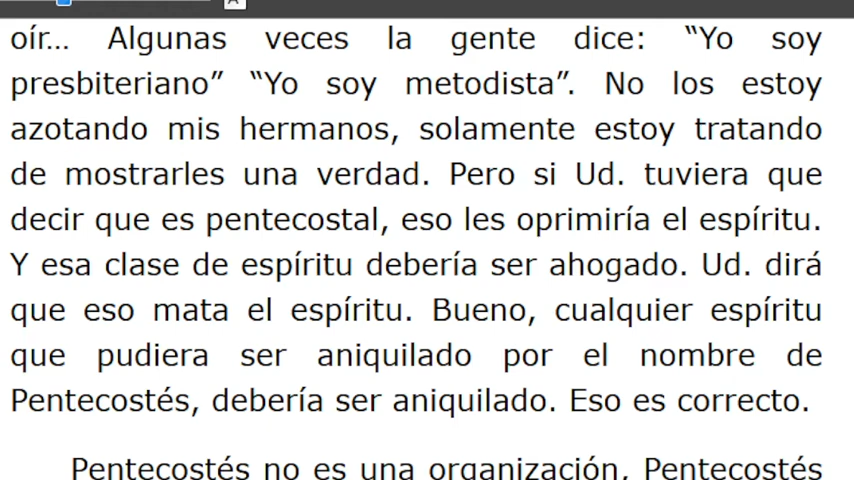 oír... Algunas veces la gente dice: “Yo soy
presbiteriano” “Yo soy metodista”. No los estoy
azotando mis hermanos, solamente estoy tratando
de mostrarles una verdad. Pero si Ud. tuviera que
decir que es pentecostal, eso les oprimiría el espíritu.
Y esa clase de espíritu debería ser ahogado. Ud. dirá
que eso mata el espíritu. Bueno, cualquier espíritu
que pudiera ser aniquilado por el nombre de
Pentecostés, debería ser aniquilado. Eso es correcto.
Pentecostés no es una organización, Pentecostés